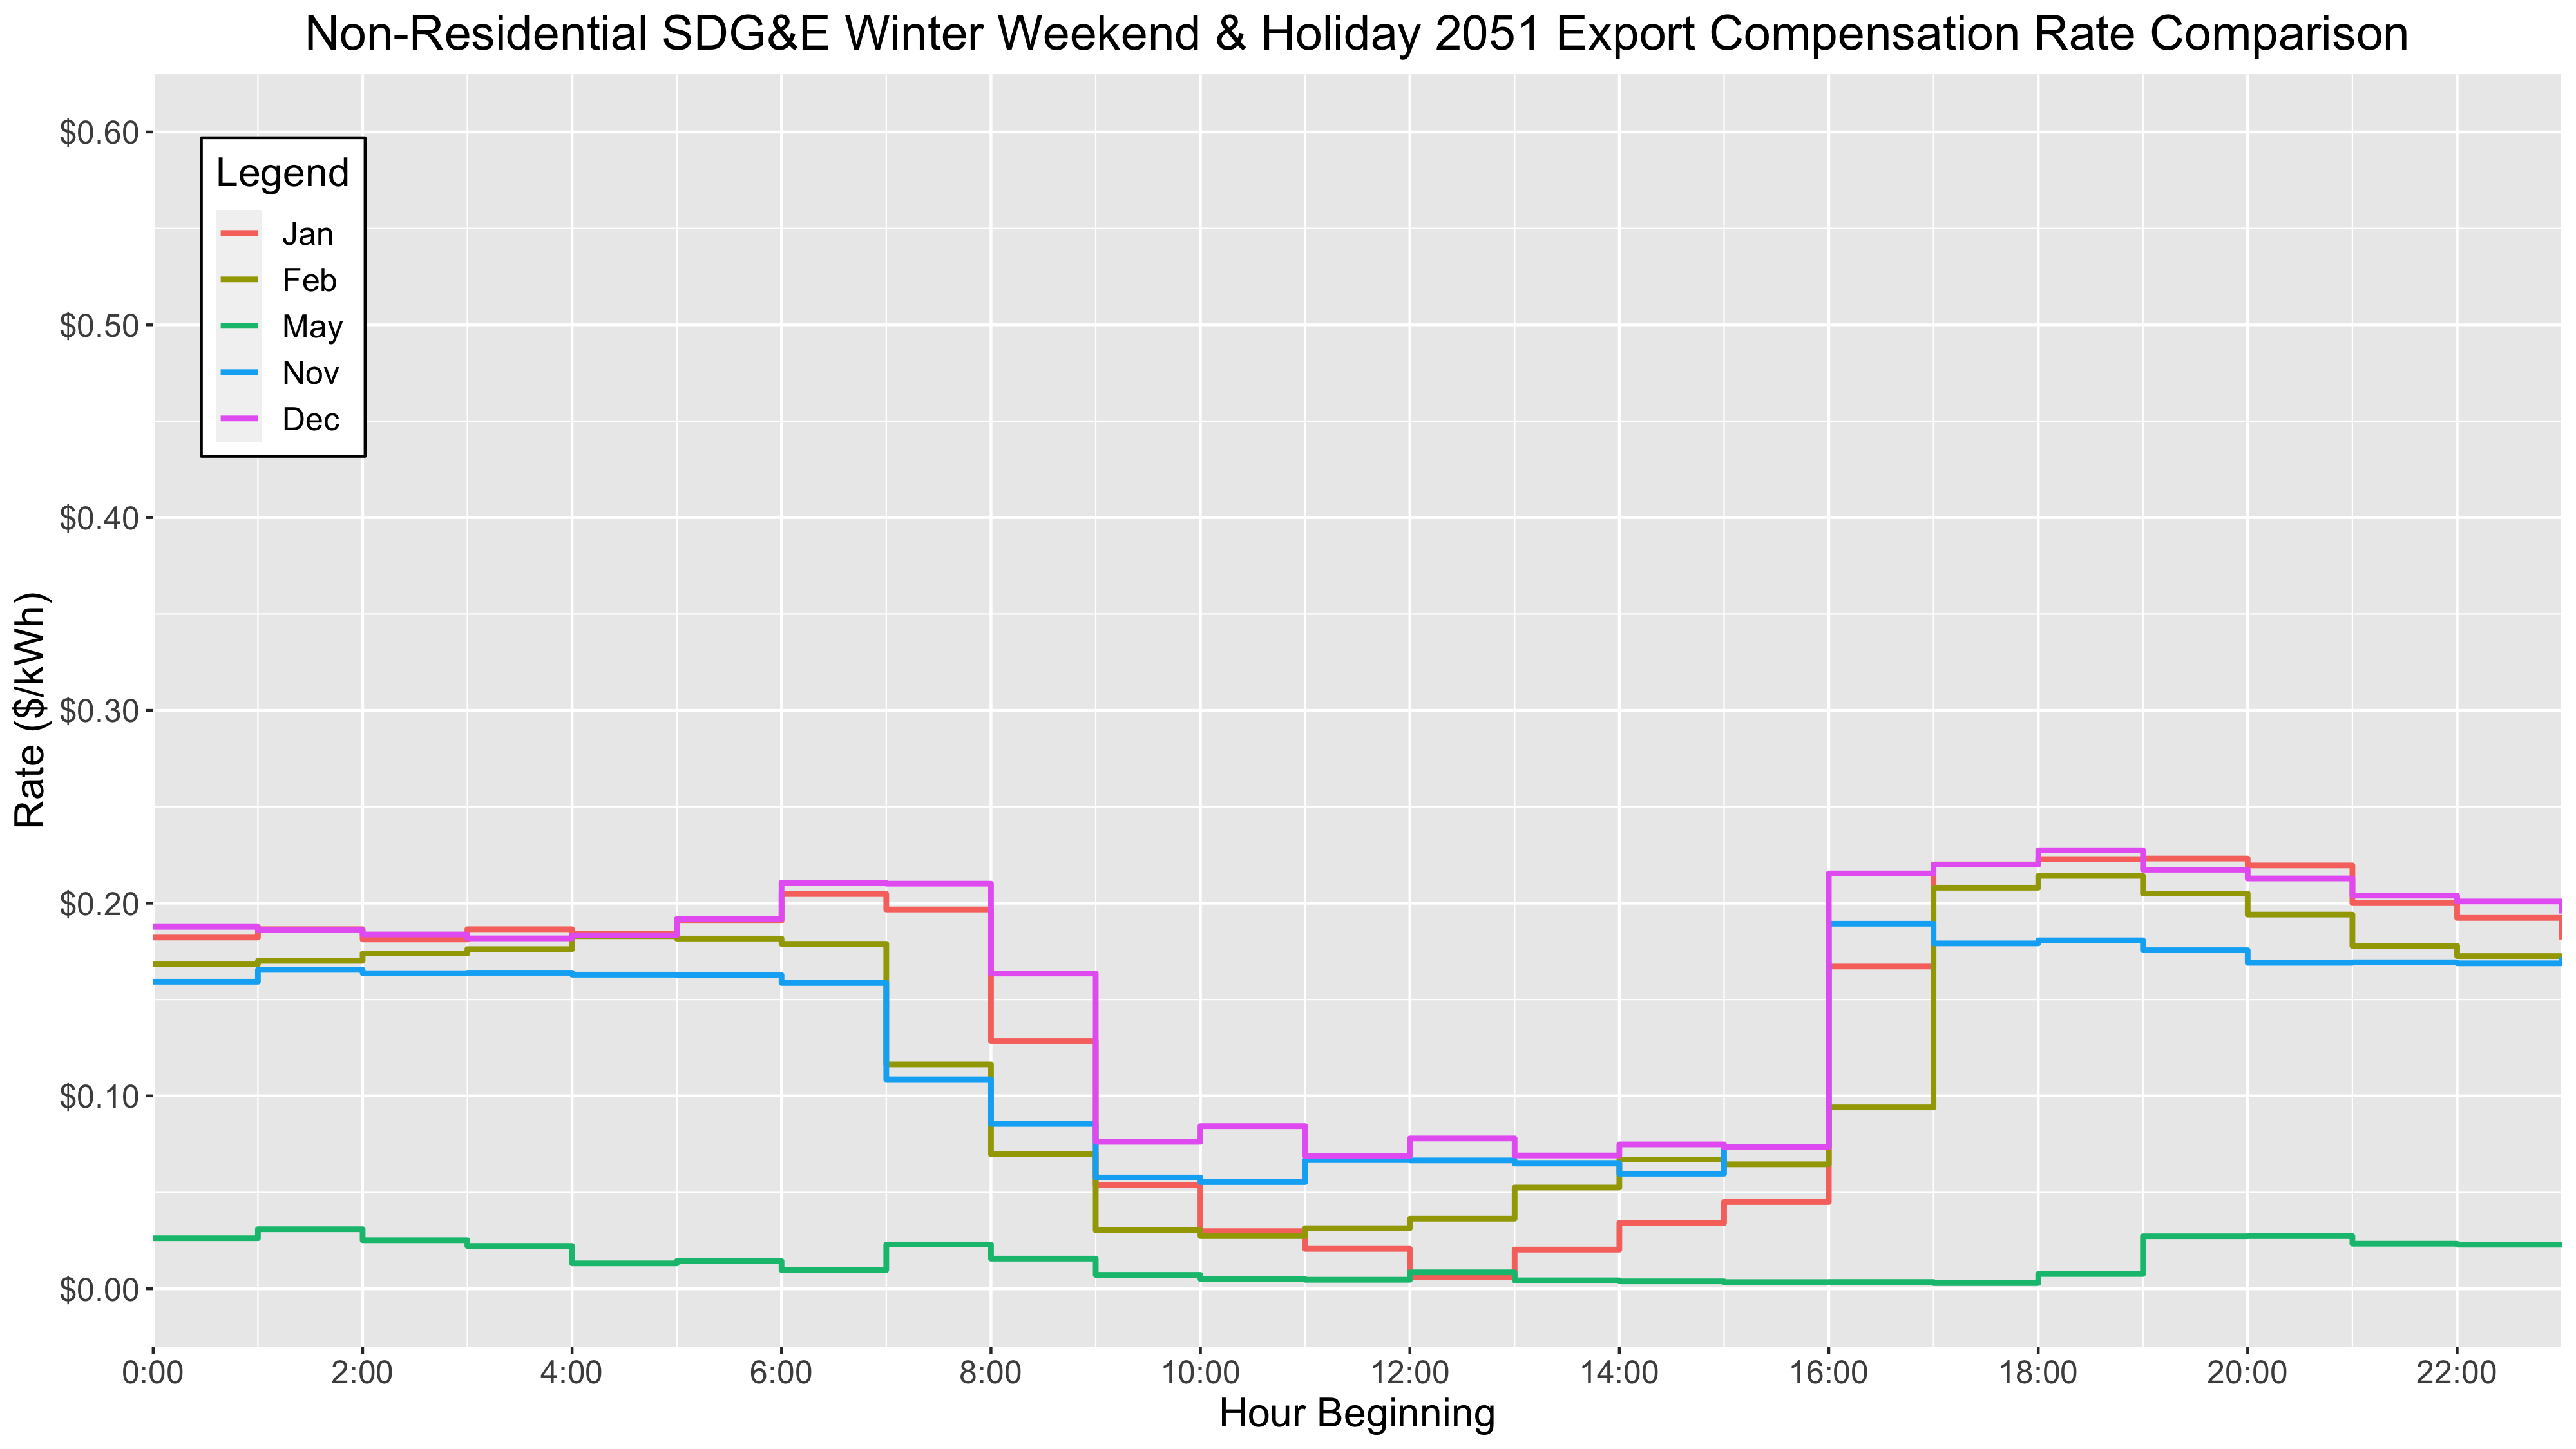 Non-Residential SDG&E Winter Weekend & Holiday 2051 Export Compensation Rate Comparison
Rate ($/kWh)
$0.60
$0.50
$0.40
$0.30
$0.20
$0.10
$0.00
Legend
Jan
Feb
May
Nov
Dec
0:00 2:00 4:00 6:00 8:00 10:00 12:00 14:00 16:00 18:00 20:00 22:00
Hour Beginning